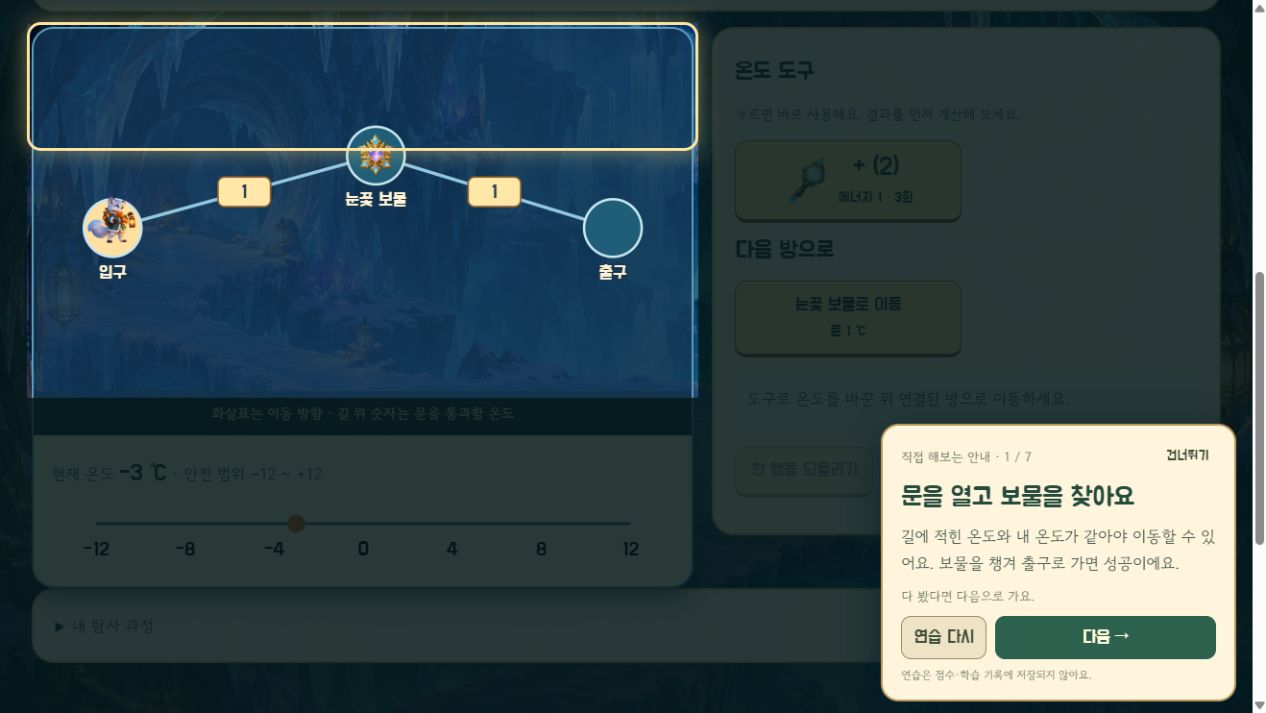 1
1
눈꽃 보물
입구
출구
화살표는 이동 방향 · 길 위 숫자는 문을 통과할 온도
현재 온도 -3 ℃ · 안전 범위 -12 ~ +12
-12 -8 -4 0 4 8 12
▶ 내 탐사 과정
온도 도구
누르면 바로 사용해요. 결과를 먼저 계산해 보세요.
+ (2)
에너지 1 · 3회
다음 방으로
눈꽃 보물로 이동
문 1 ℃
도구로 온도를 바꾼 뒤 연결된 방으로 이동하세요.
한 행동 되돌리기
직접 해보는 안내 · 1 / 7
건너뛰기
문을 열고 보물을 찾아요
길에 적힌 온도와 내 온도가 같아야 이동할 수 있
어요. 보물을 챙겨 출구로 가면 성공이에요.
다 봤다면 다음으로 가요.
연습 다시
다음 →
연습은 점수·학습 기록에 저장되지 않아요.